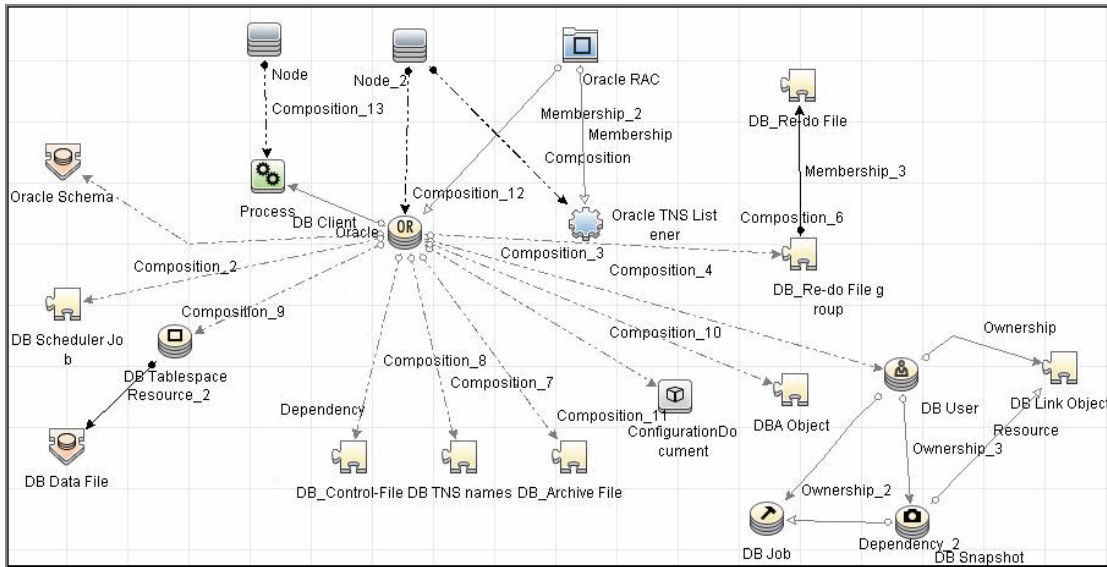 Node
Node_2
Oracle RAC
Composition_13
Membership_2
DB_Re-do File
Membership
Composition
Membership_3
Oracle Schema
Composition_12
Process
DB Client
Oracle
OR
Oracle TNS List
ener
Composition_6
Composition_3
Composition_4
Composition_2
DB_Re-do File g
roup
Composition_9
DB Scheduler Jo
b
Composition_10
Ownership
Composition_8
DB Tablespace
Composition_7
Resource_2
Dependency
Composition_11
ConfigurationDo
cument
DBA Object
DB User
DB Link Object
Resource
Ownership_3
DB Data File
DB_Control-File
DB TNS names
DB_Archive File
Ownership_2
Dependency_2
DB Job
DB Snapshot